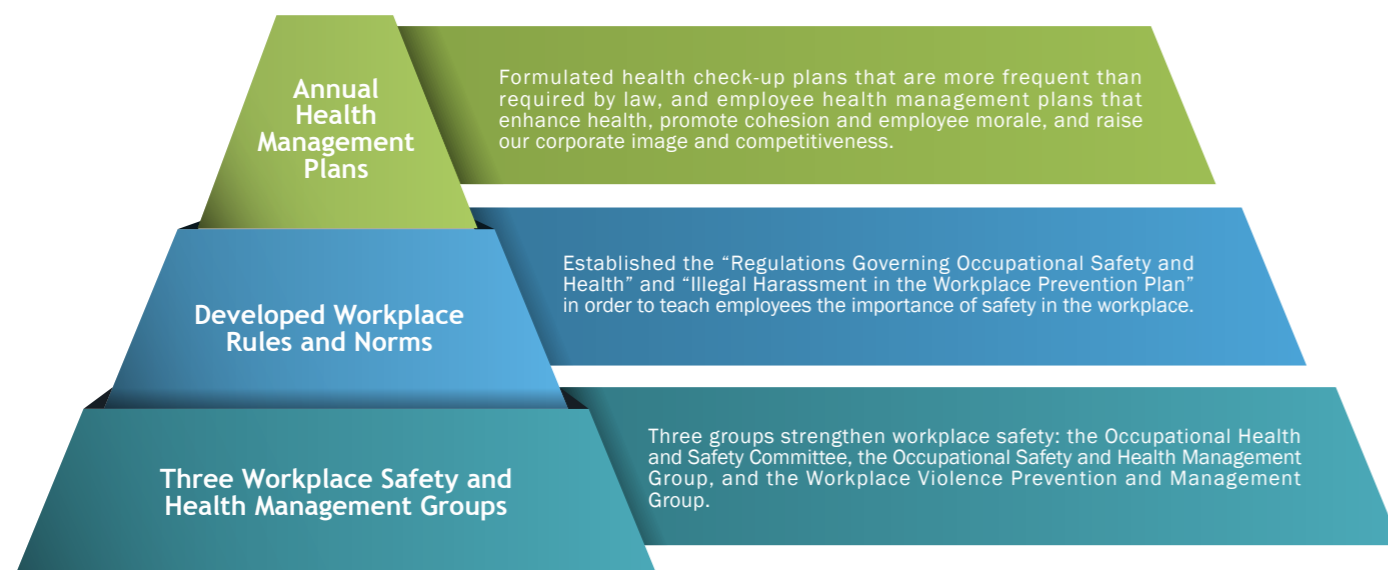 Annual
Health
Management
Plans
Formulated health check-up plans that are more frequent than
required by law, and employee health management plans that
enhance health, promote cohesion and employee morale, and raise
our corporate image and competitiveness.
Developed Workplace
Rules and Norms
Established the “Regulations Governing Occupational Safety and
Health” and “Illegal Harassment in the Workplace Prevention Plan”
in order to teach employees the importance of safety in the workplace.
Three Workplace Safety and
Health Management Groups
Three groups strengthen workplace safety: the Occupational Health
and Safety Committee, the Occupational Safety and Health Management
Group, and the Workplace Violence Prevention and Management
Group.